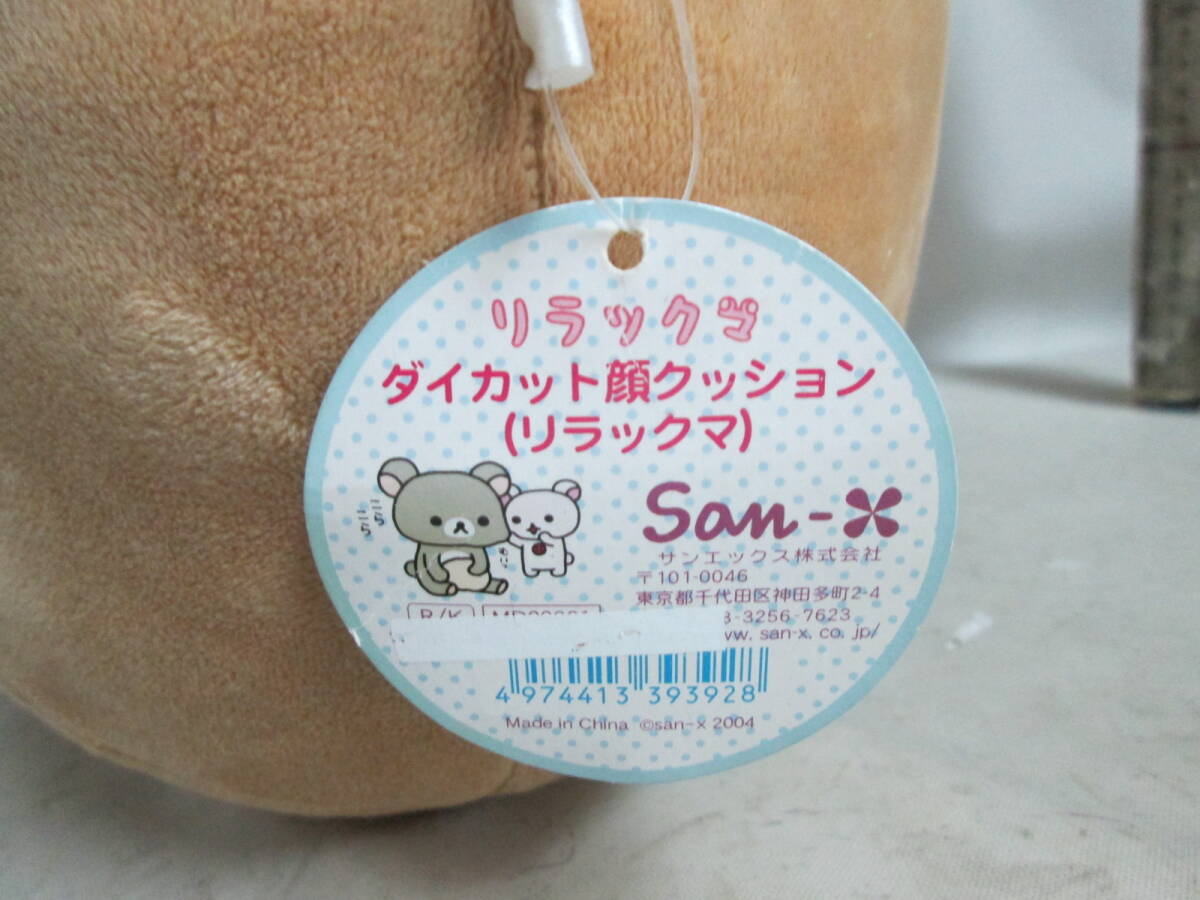 リラックマ
ダイカット顔クッション
(リラックマ)
San-X
サンエックス株式会社
〒101-0046
東京都千代田区神田多町2-4
3-3256-7623
www.san-x.co.jp/
R/K
4 974413 393928
Made in China ©san-x 2004